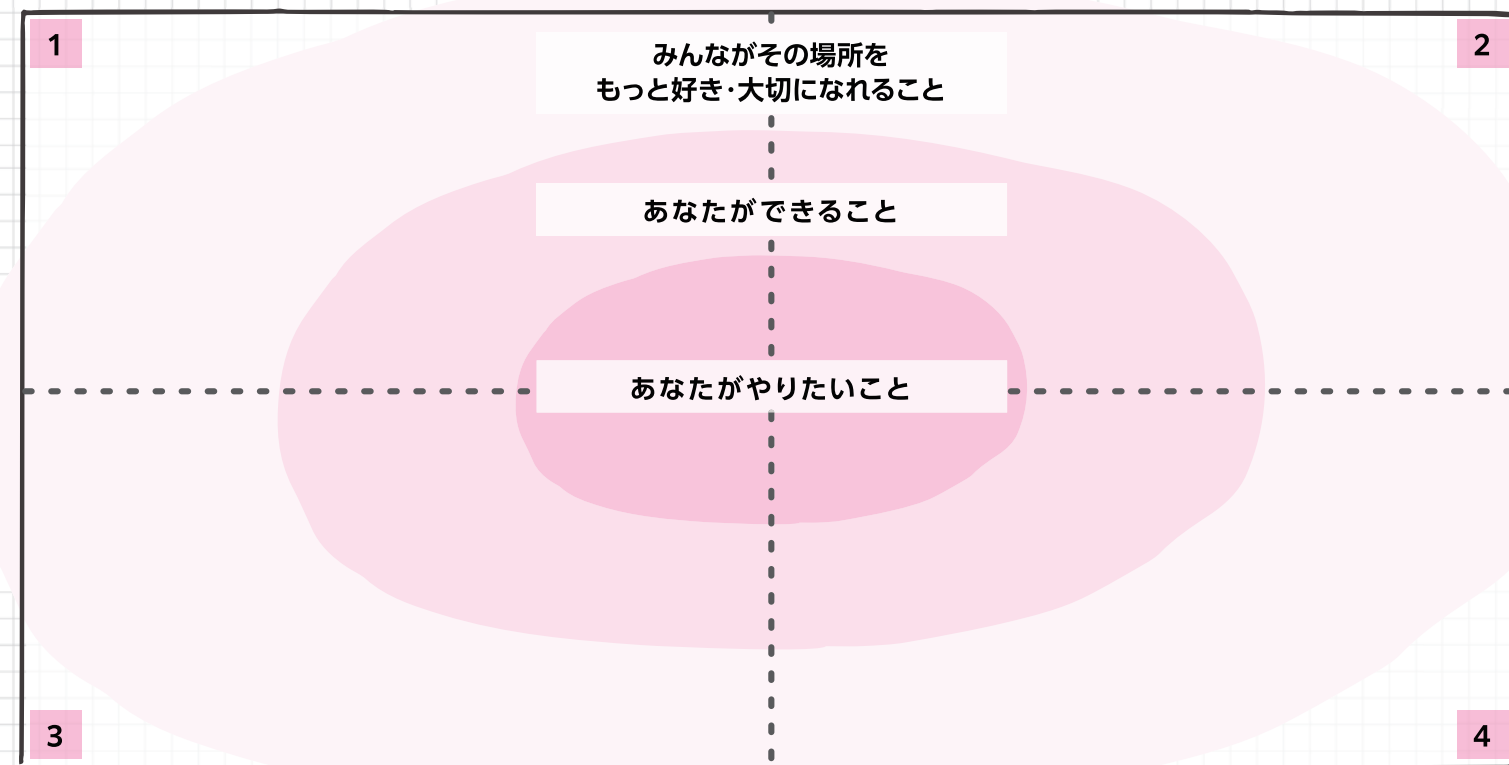 1
2
みんながその場所を
もっと好き・大切になれること
あなたができること
あなたがやりたいこと
3
4